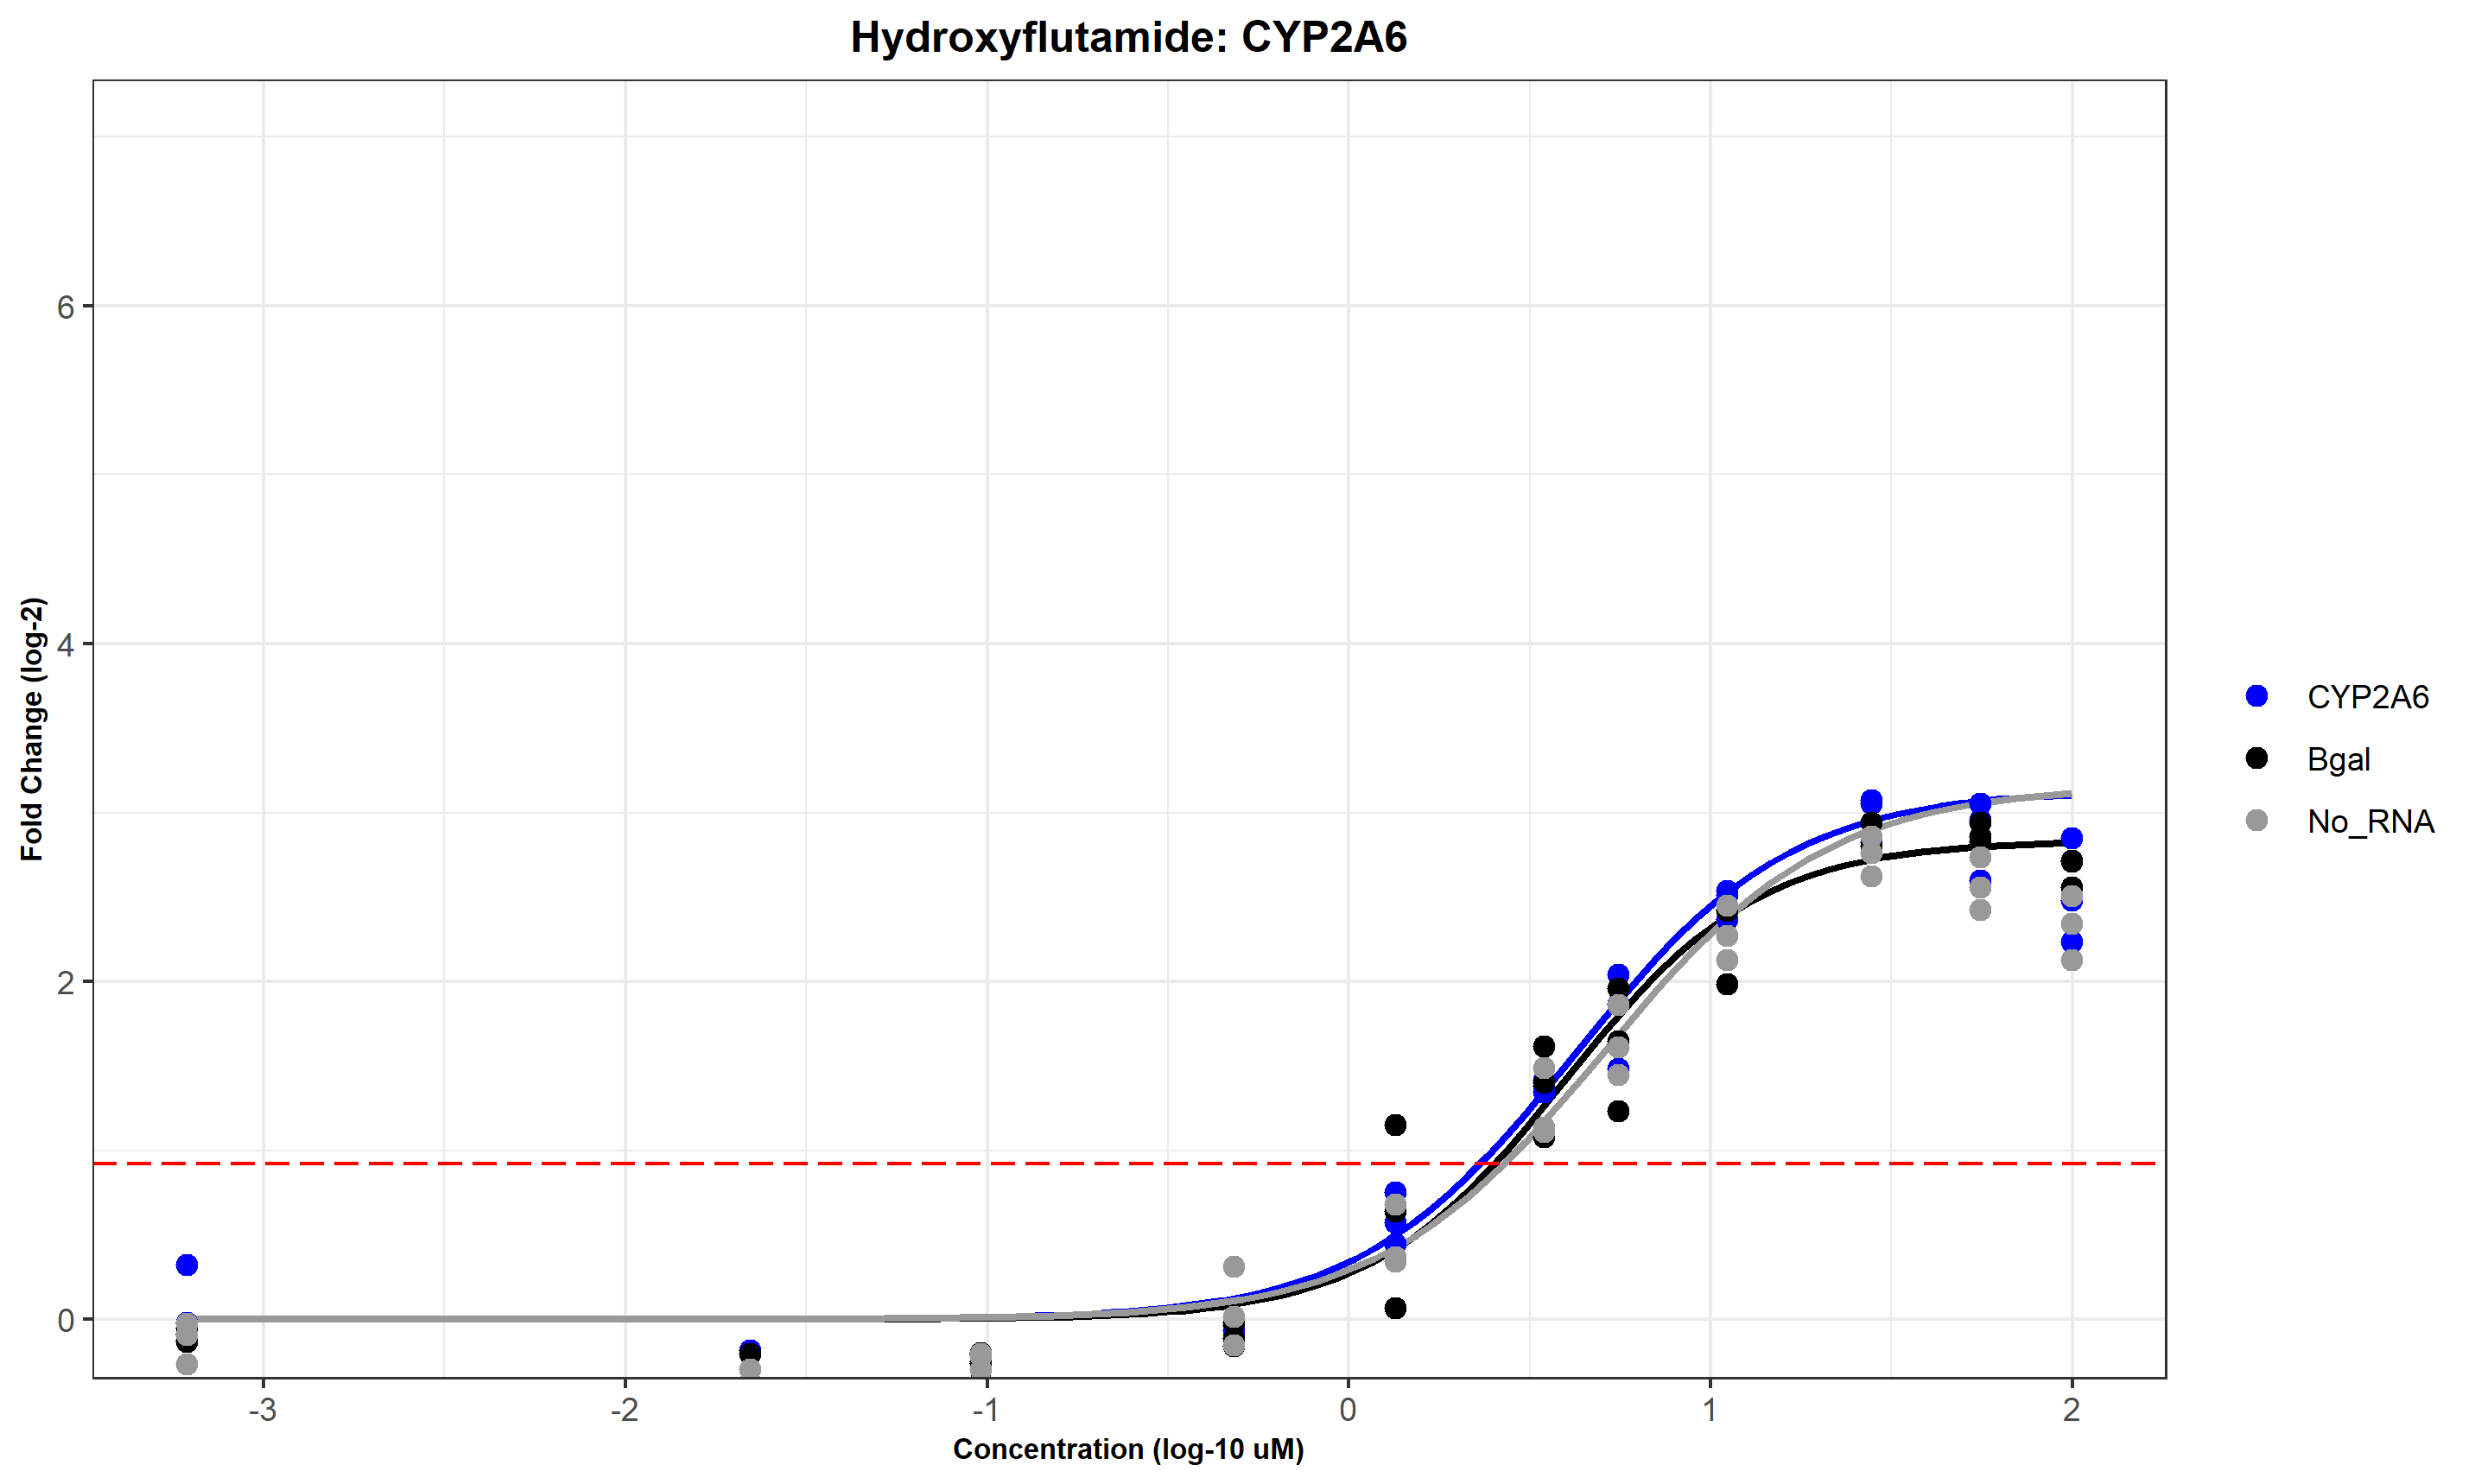 Hydroxyflutamide: CYP2A6
Fold Change (log-2)
6
4
2
0
-3
-2
-1
0
1
2
Concentration (log-10 uM)
CYP2A6
Bgal
No_RNA